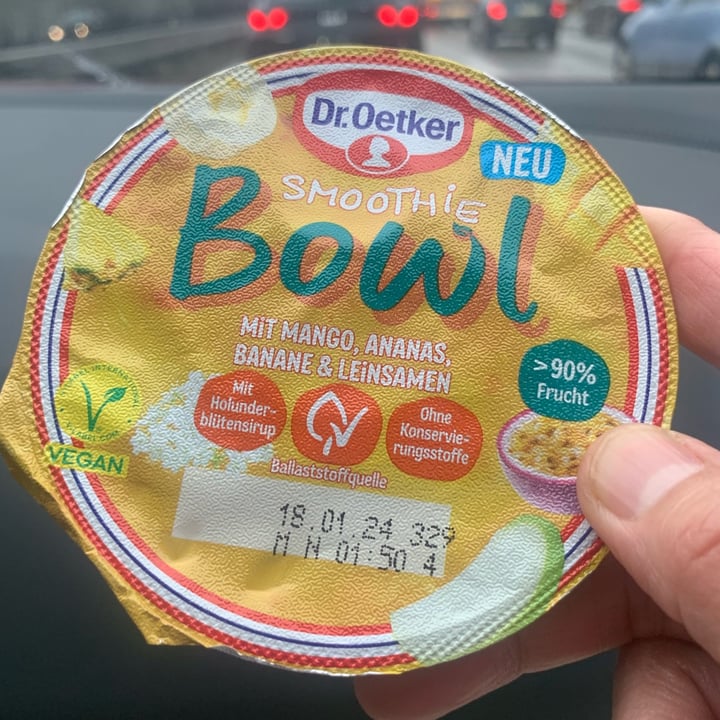 Dr.Oetker
NEU
SMOOTHiE
Bowl
MiT MANGO, ANANAS,
BANANE & LEiNSAMEN
>90%
Frucht
Mit
Holunder-
blütensirup
Ohne
Konservie-
rungsstoffe
Ballaststoffquelle
VEGAN
18.01.24 329
M N 01:50 4